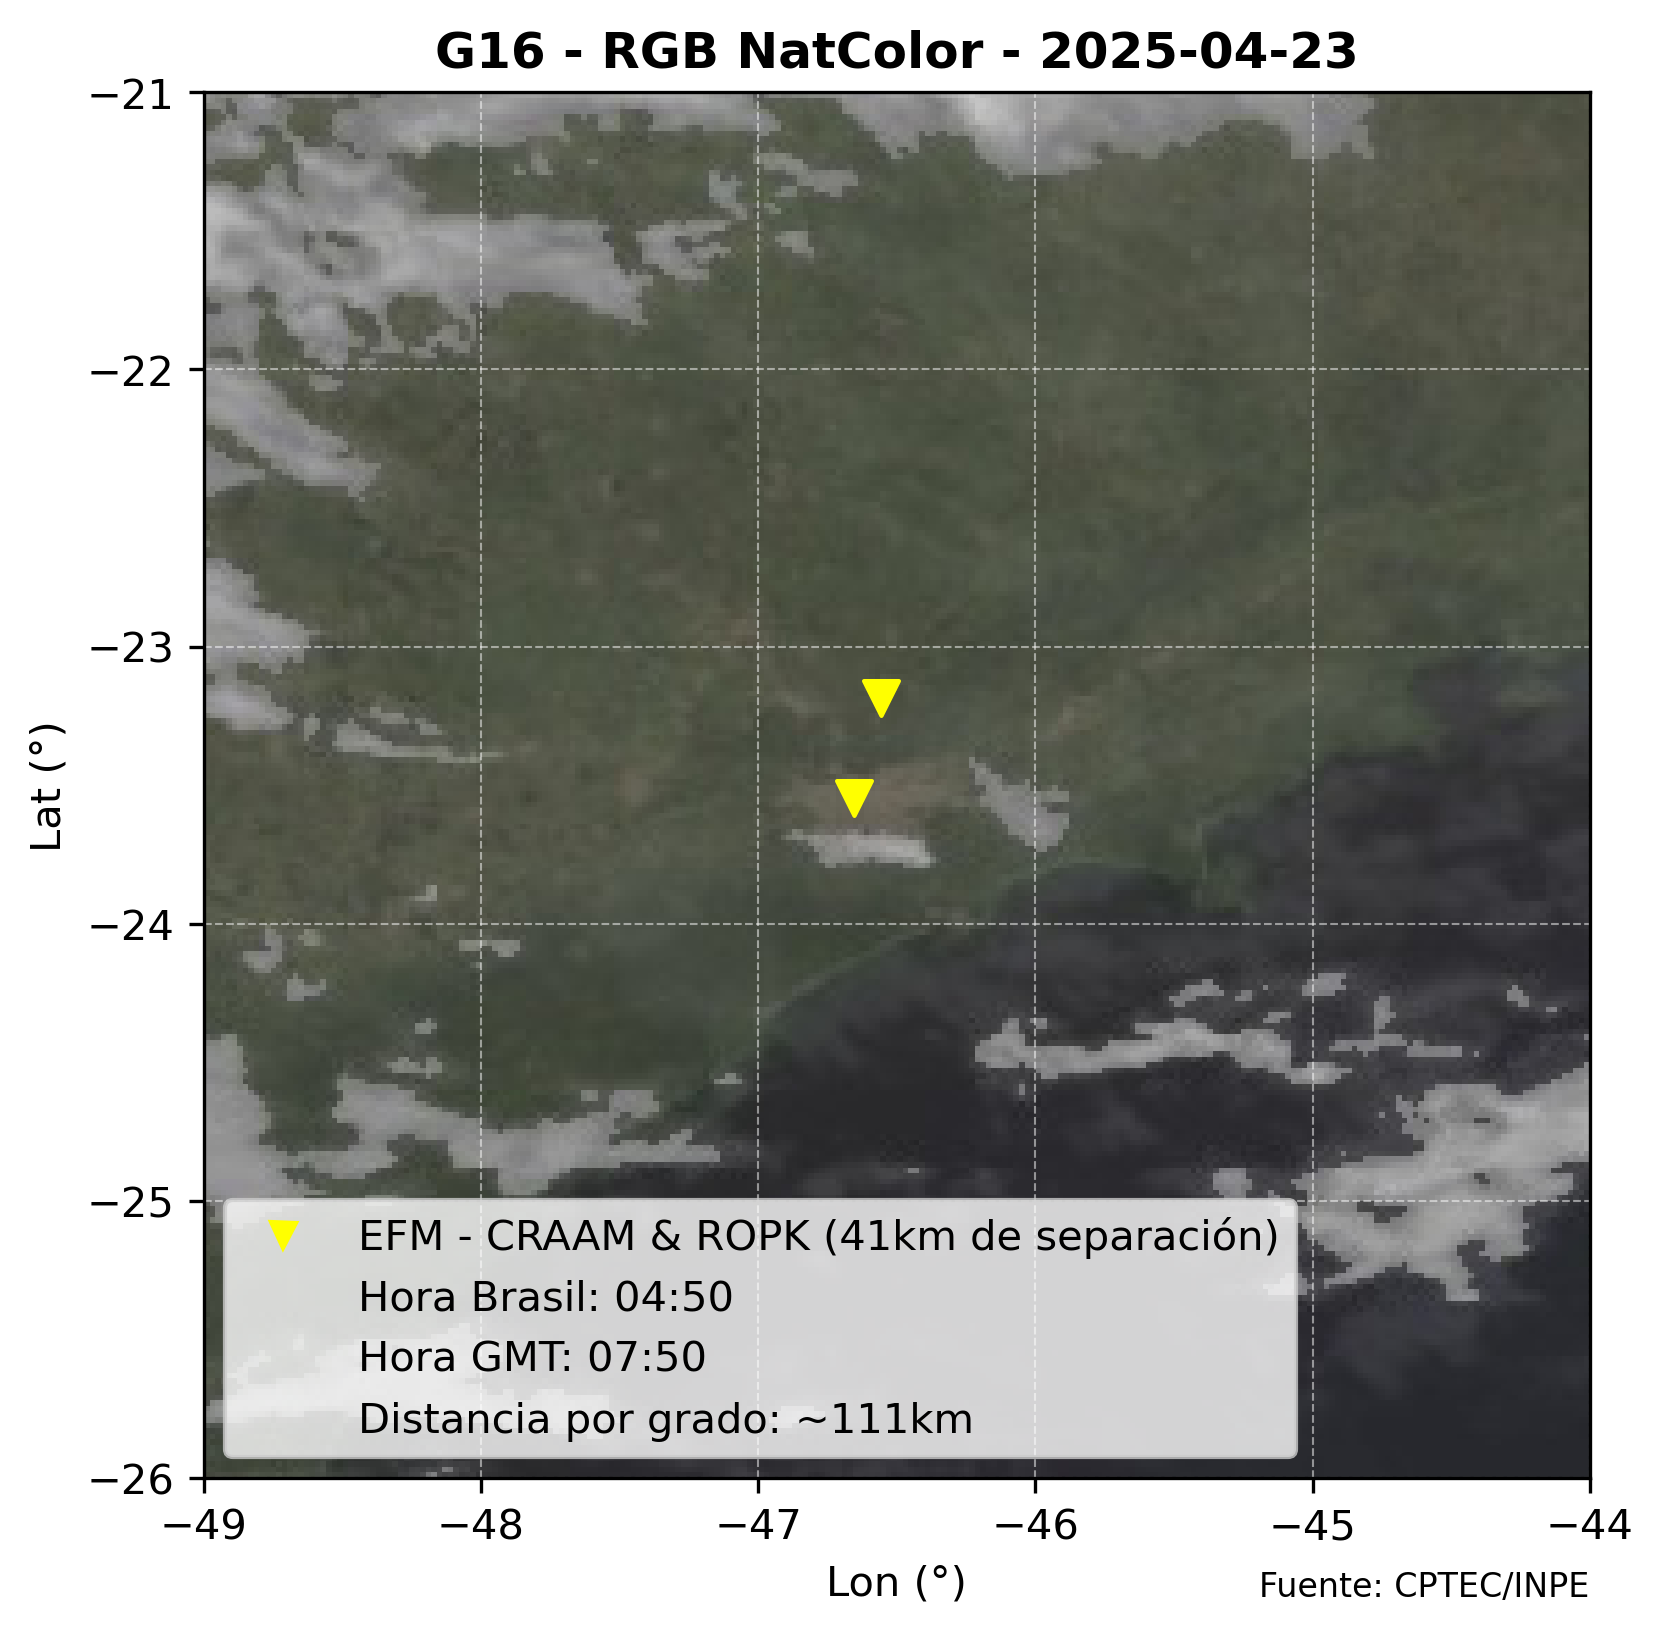 G16 - RGB NatColor - 2025-04-23
−21
−22
−23
−24
−25
−26
Lat (°)
EFM - CRAAM & ROPK (41km de separación)
Hora Brasil: 04:50
Hora GMT: 07:50
Distancia por grado: ~111km
−49 −48 −47 −46 −45 −44
Lon (°)
Fuente: CPTEC/INPE